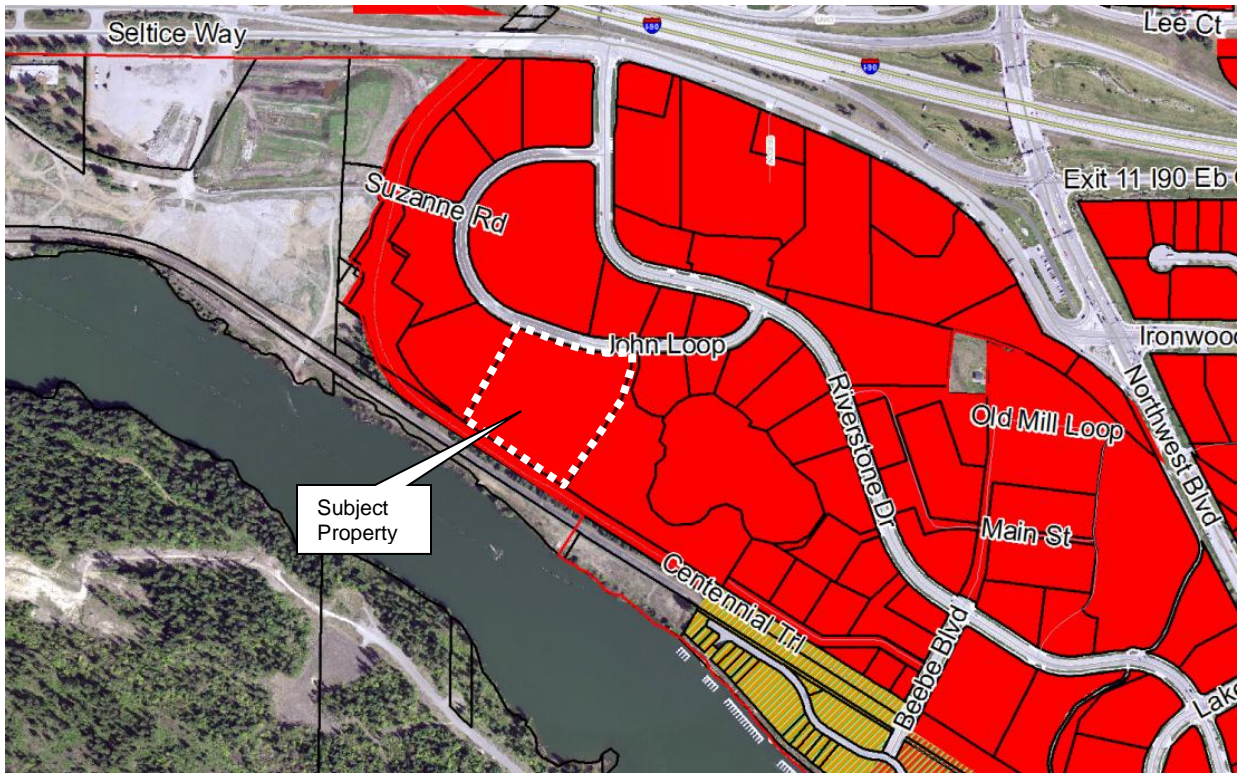 Seltice Way
I-90
Lee Ct
I-90
Exit 11 I90 Eb
Suzanne Rd
John Loop
Ironwood
Riverstone Dr
Northwest Blvd
Old Mill Loop
Subject
Property
Main St
Centennial Trl
Beebe Blvd
Lake